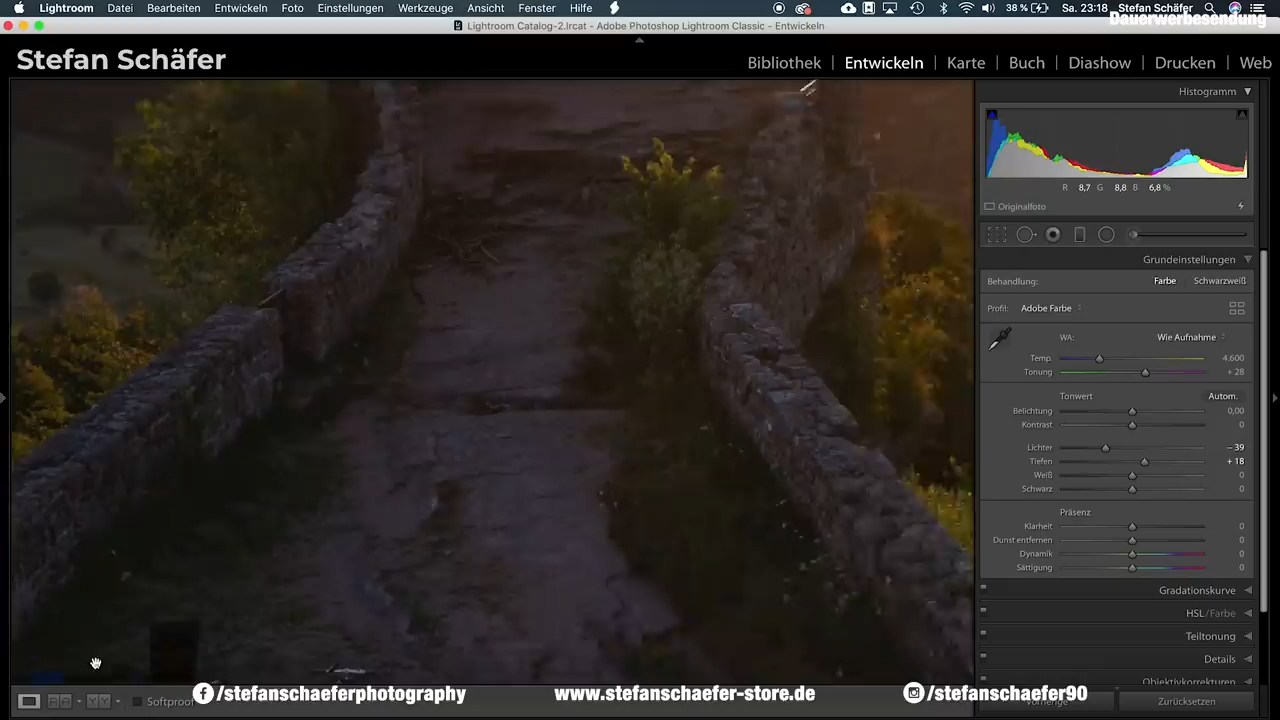 Lightroom Datei Bearbeiten Entwickeln Foto Einstellungen Werkzeuge Ansicht Fenster Hilfe 38 % Sa. 23:18 Stefan Schäfer
Dauerwerbesendung
Lightroom Catalog-2.lrcat - Adobe Photoshop Lightroom Classic - Entwickeln
Stefan Schäfer
Bibliothek | Entwickeln | Karte | Buch | Diashow | Drucken | Web
Histogramm
R 8,7 G 8,8 B 6,8 %
Originalfoto
Grundeinstellungen
Behandlung: Farbe Schwarzweiß
Profil: Adobe Farbe
WA: Wie Aufnahme
Temp. 4.600
Tonung + 28
Tonwert Autom.
Belichtung 0,00
Kontrast 0
Lichter – 39
Tiefen + 18
Weiß 0
Schwarz 0
Präsenz
Klarheit 0
Dunst entfernen 0
Dynamik 0
Sättigung 0
Gradationskurve
HSL / Farbe
Teiltonung
Details
Objektivkorrekturen
Softproof
/stefanschaeferphotography
www.stefanschaefer-store.de
/stefanschaefer90
Vorherige
Zurücksetzen